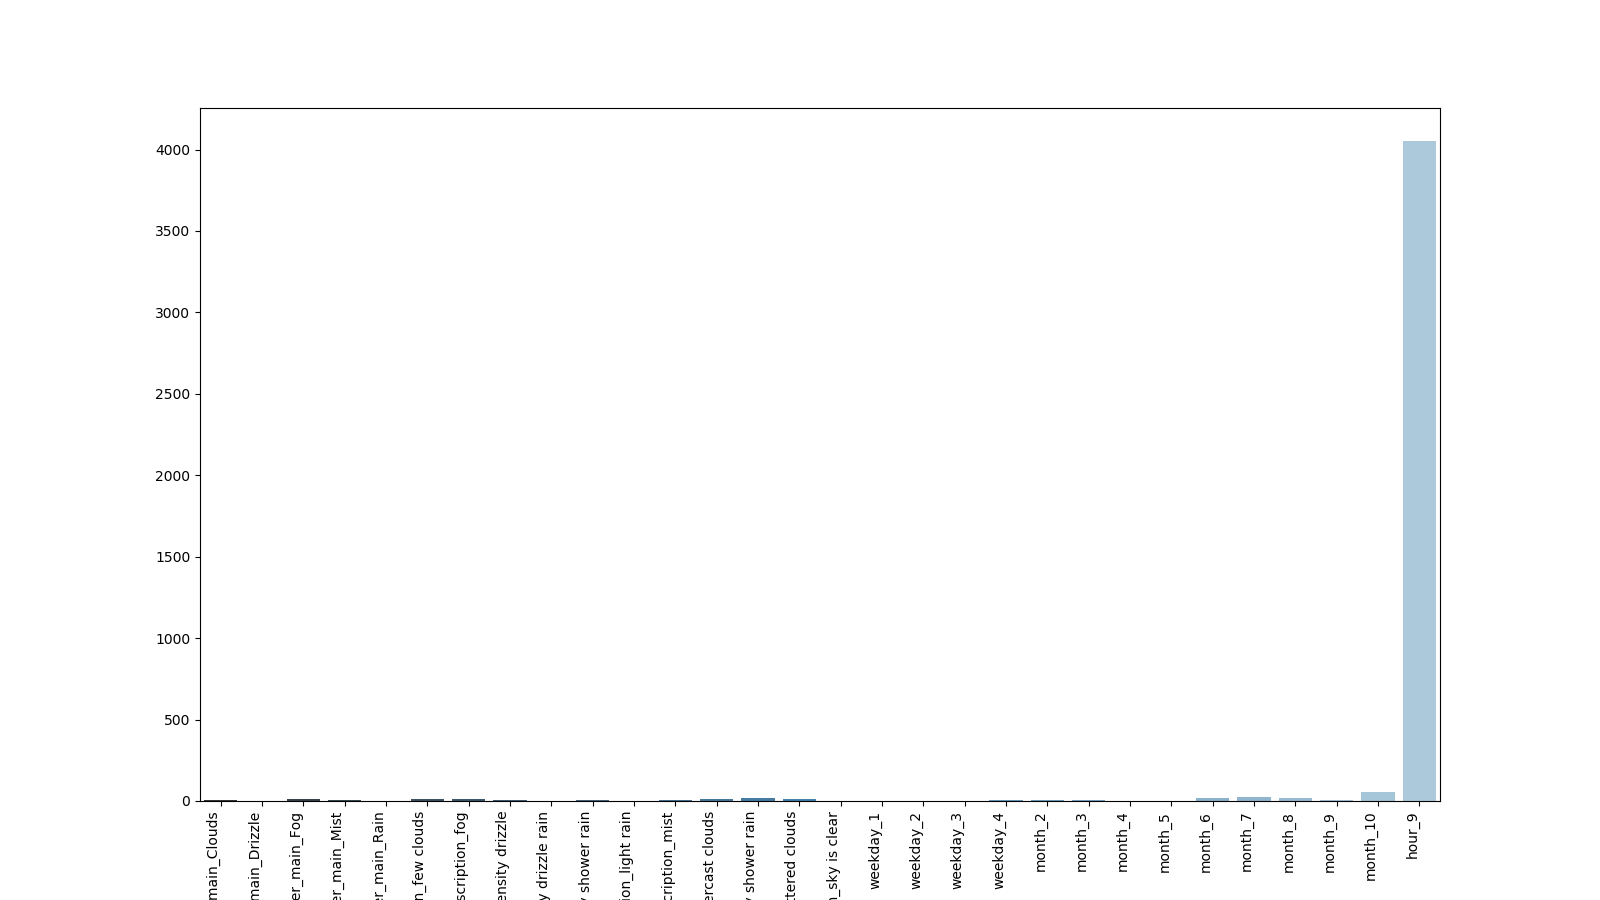 4000
3500
3000
2500
2000
1500
1000
500
0
main_Clouds
main_Drizzle
er_main_Fog
er_main_Mist
er_main_Rain
n_few clouds
scription_fog
ensity drizzle
y drizzle rain
shower rain
ion_light rain
cription_mist
ercast clouds
shower rain
ttered clouds
n_sky is clear
weekday_1
weekday_2
weekday_3
weekday_4
month_2
month_3
month_4
month_5
month_6
month_7
month_8
month_9
month_10
hour_9